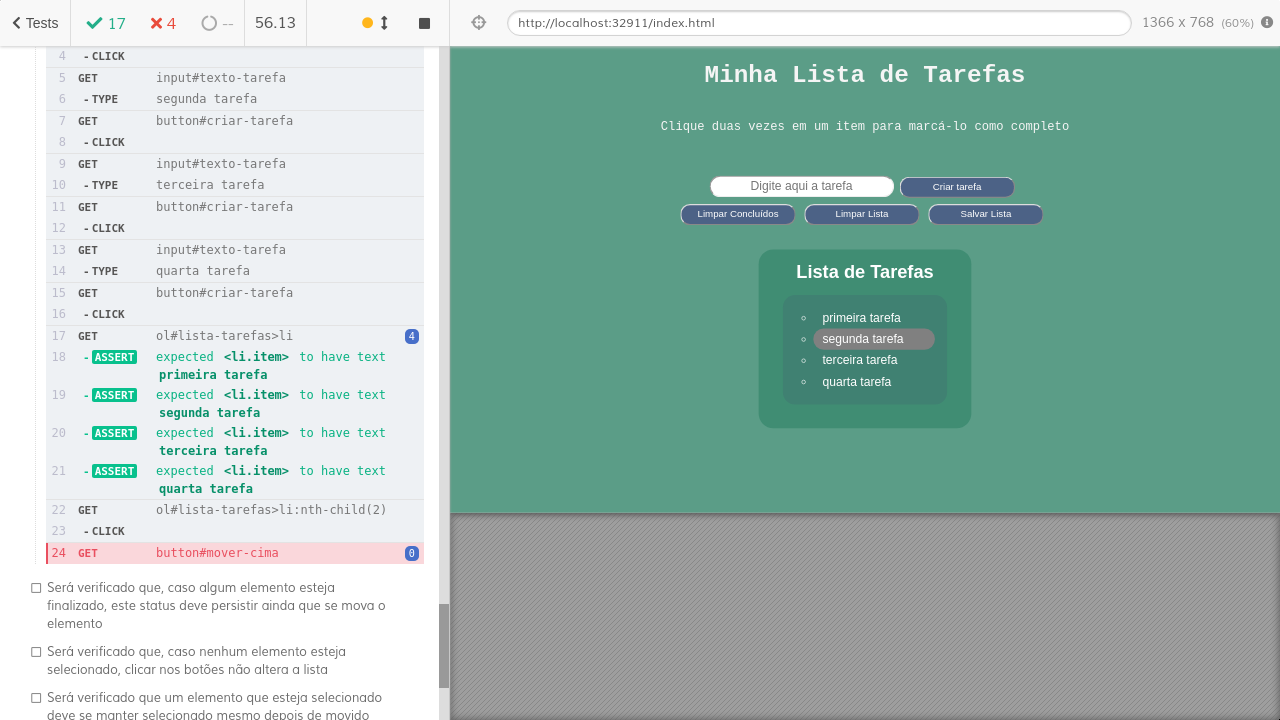 Tests
17
4
--
56.13
http://localhost:32911/index.html
1366 x 768 (60%)
4 - CLICK
5 GET input#texto-tarefa
6 - TYPE segunda tarefa
7 GET button#criar-tarefa
8 - CLICK
9 GET input#texto-tarefa
10 - TYPE terceira tarefa
11 GET button#criar-tarefa
12 - CLICK
13 GET input#texto-tarefa
14 - TYPE quarta tarefa
15 GET button#criar-tarefa
16 - CLICK
17 GET ol#lista-tarefas>li 4
18 - ASSERT expected <li.item> to have text
primeira tarefa
19 - ASSERT expected <li.item> to have text
segunda tarefa
20 - ASSERT expected <li.item> to have text
terceira tarefa
21 - ASSERT expected <li.item> to have text
quarta tarefa
22 GET ol#lista-tarefas>li:nth-child(2)
23 - CLICK
24 GET button#mover-cima 0
Será verificado que, caso algum elemento esteja
finalizado, este status deve persistir ainda que se mova o
elemento
Será verificado que, caso nenhum elemento esteja
selecionado, clicar nos botões não altera a lista
Será verificado que um elemento que esteja selecionado
deve se manter selecionado mesmo depois de movido
Minha Lista de Tarefas
Clique duas vezes em um item para marcá-lo como completo
Digite aqui a tarefa
Criar tarefa
Limpar Concluídos
Limpar Lista
Salvar Lista
Lista de Tarefas
primeira tarefa
segunda tarefa
terceira tarefa
quarta tarefa